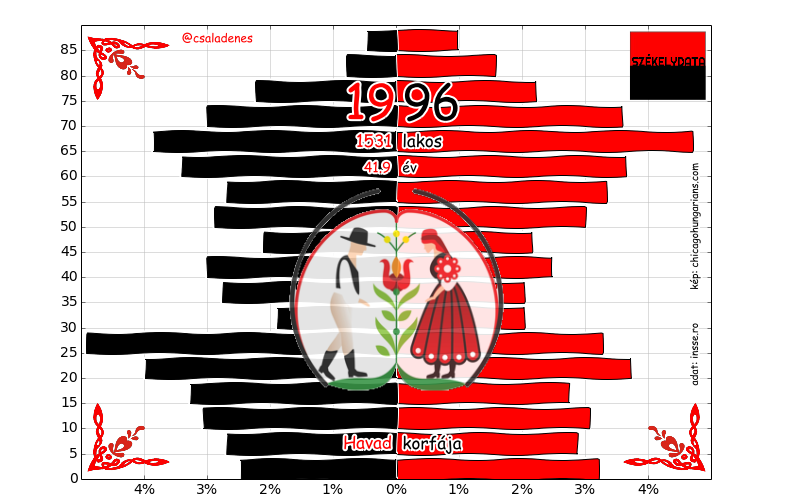 @csaladenes
SZÉKELYDATA
1996
1531 lakos
41,9 év
kép: chicagohungarians.com
adat: insse.ro
Havad korfája
85
80
75
70
65
60
55
50
45
40
35
30
25
20
15
10
5
0
4% 3% 2% 1% 0% 1% 2% 3% 4%